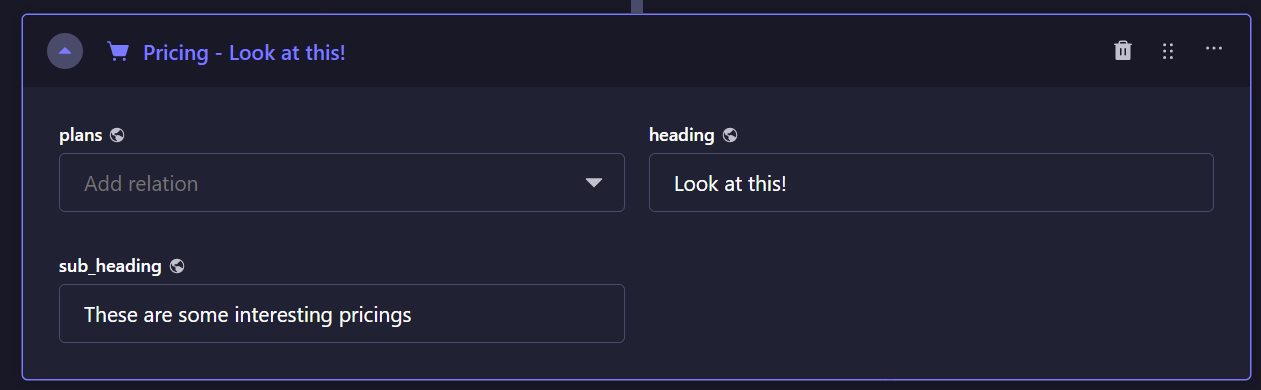 Pricing - Look at this!
plans
heading
Add relation
Look at this!
sub_heading
These are some interesting pricings